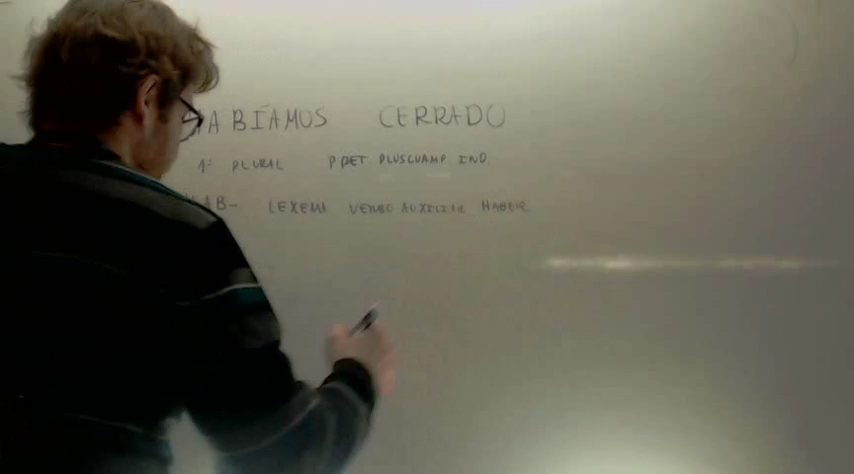 ABÍAMOS CERRADO
1ª PLURAL PRET PLUSCUAMP IND.
AB- LEXEMA VERBO AUXILIAR HABER